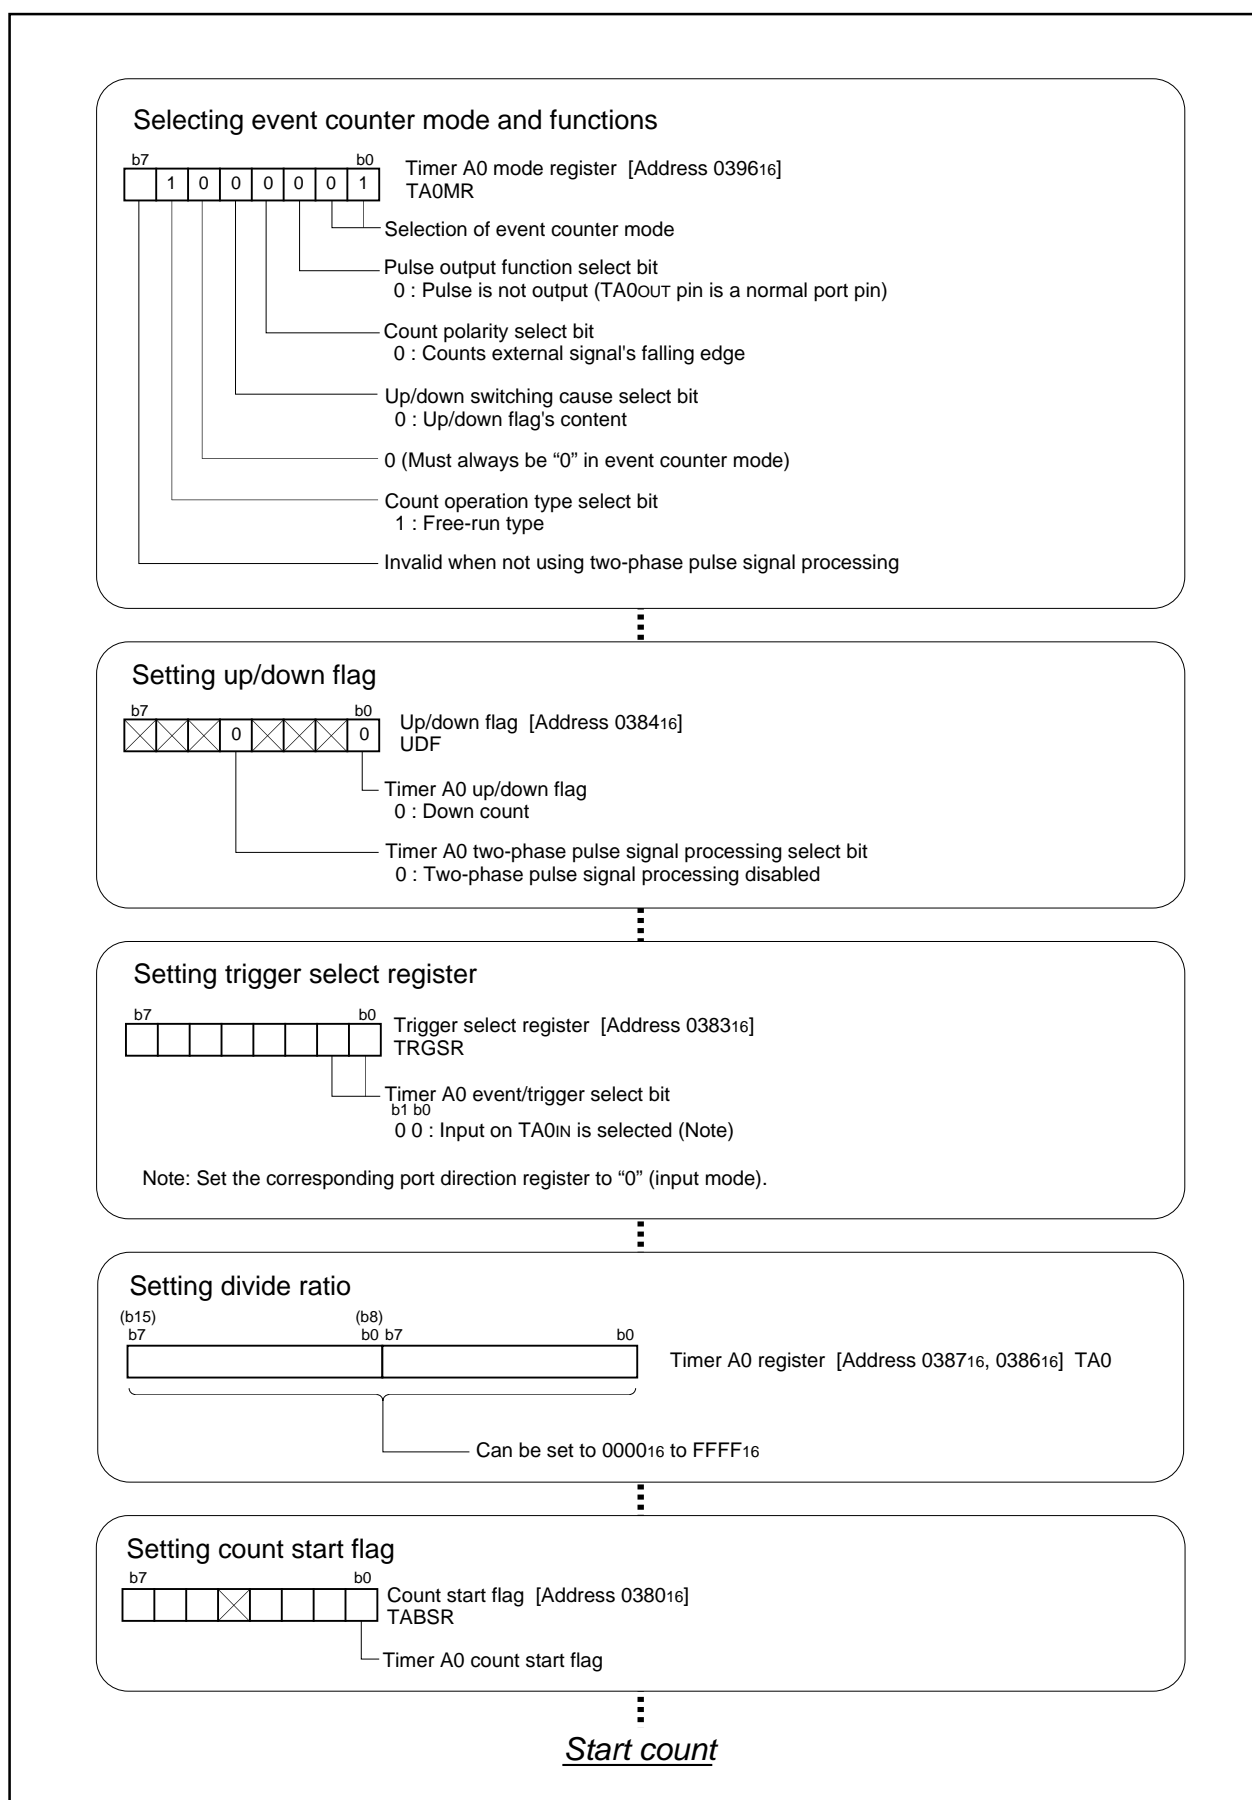 Selecting event counter mode and functions
b7 b0
1 0 0 0 0 0 1
Timer A0 mode register [Address 039616]
TA0MR
Selection of event counter mode
Pulse output function select bit
0 : Pulse is not output (TA0OUT pin is a normal port pin)
Count polarity select bit
0 : Counts external signal's falling edge
Up/down switching cause select bit
0 : Up/down flag's content
0 (Must always be “0” in event counter mode)
Count operation type select bit
1 : Free-run type
Invalid when not using two-phase pulse signal processing
Setting up/down flag
b7 b0
0 0
Up/down flag [Address 038416]
UDF
Timer A0 up/down flag
0 : Down count
Timer A0 two-phase pulse signal processing select bit
0 : Two-phase pulse signal processing disabled
Setting trigger select register
b7 b0
Trigger select register [Address 038316]
TRGSR
Timer A0 event/trigger select bit
b1 b0
0 0 : Input on TA0IN is selected (Note)
Note: Set the corresponding port direction register to “0” (input mode).
Setting divide ratio
(b15) (b8)
b7 b0 b7 b0
Timer A0 register [Address 038716, 038616] TA0
Can be set to 000016 to FFFF16
Setting count start flag
b7 b0
Count start flag [Address 038016]
TABSR
Timer A0 count start flag
Start count